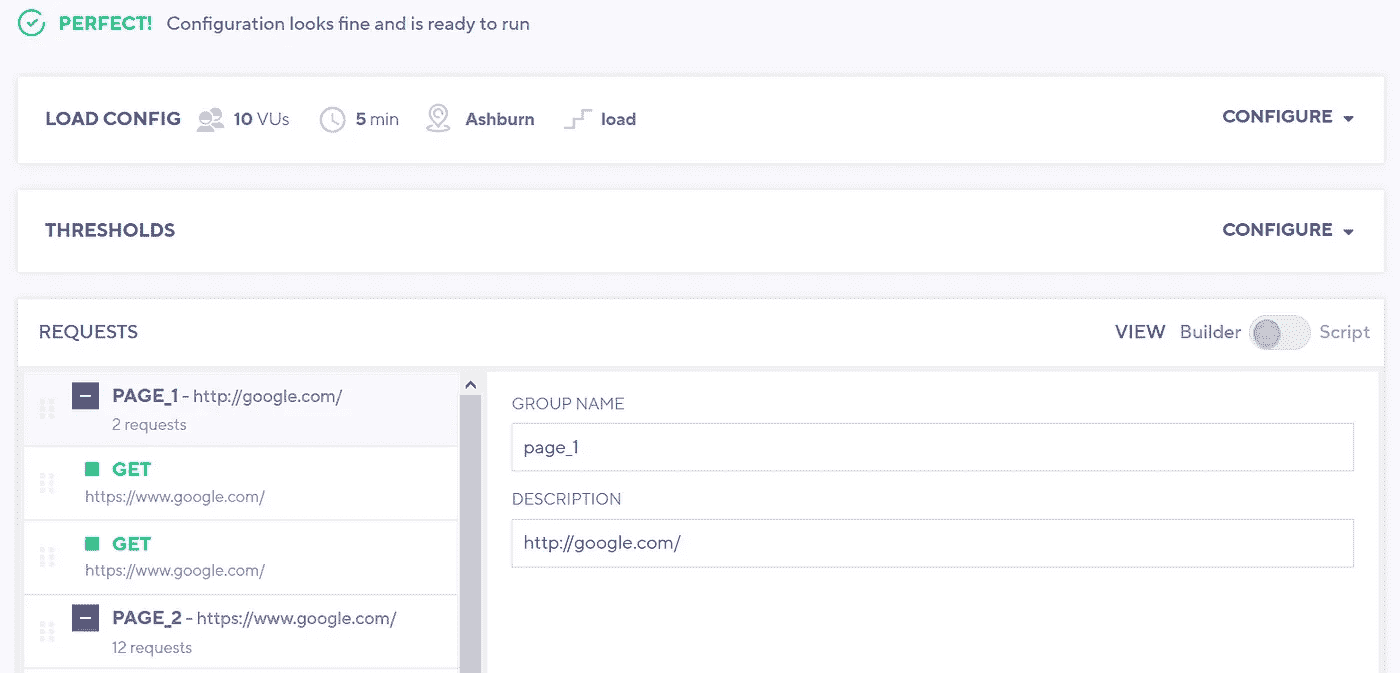 PERFECT! Configuration looks fine and is ready to run
LOAD CONFIG 10 VUs 5 min Ashburn load CONFIGURE
THRESHOLDS CONFIGURE
REQUESTS VIEW Builder Script
PAGE_1 - http://google.com/
2 requests
GET
https://www.google.com/
GET
https://www.google.com/
PAGE_2 - https://www.google.com/
12 requests
GROUP NAME
page_1
DESCRIPTION
http://google.com/